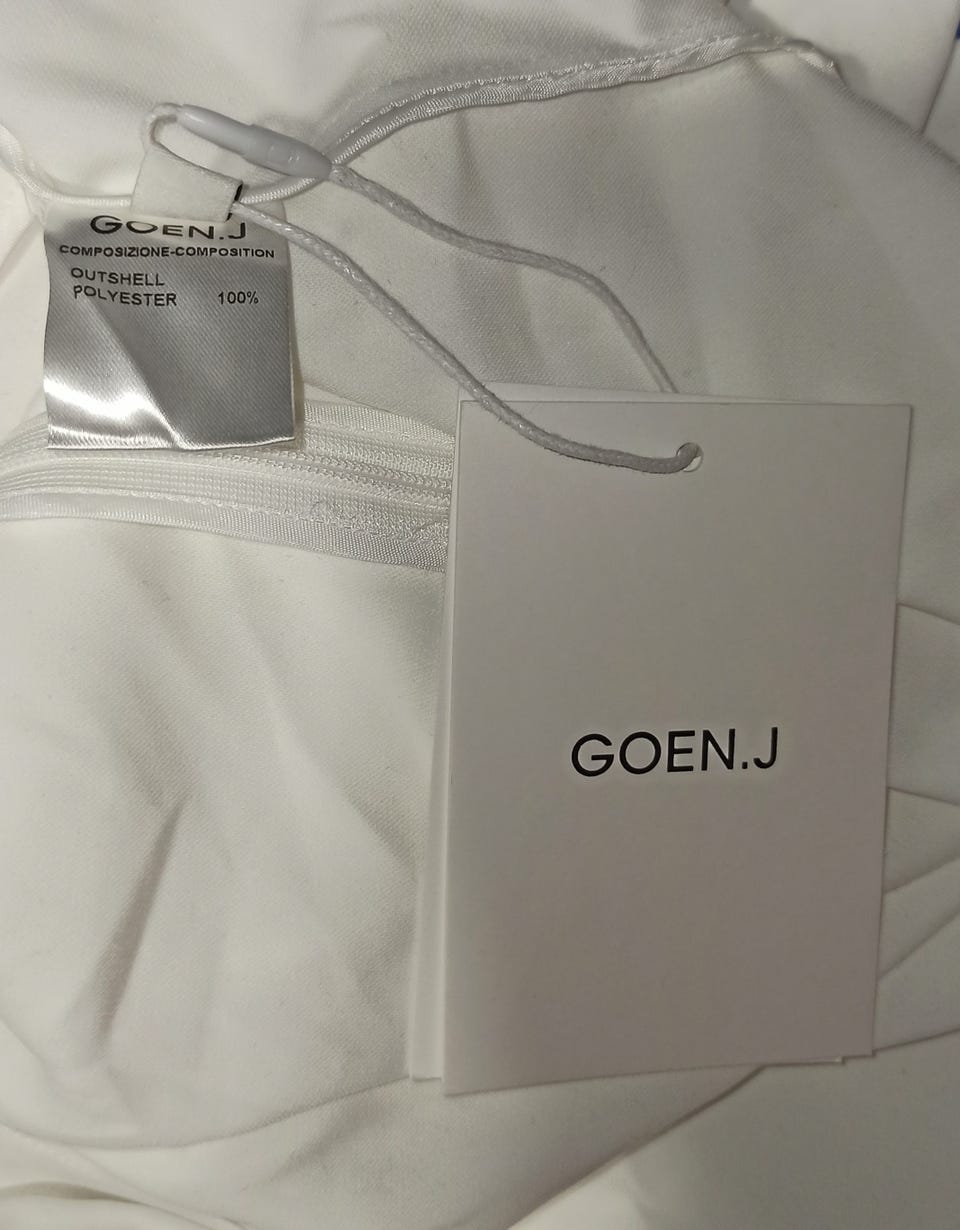 GOEN.J
COMPOSIZIONE-COMPOSITION
OUTSHELL
POLYESTER 100%
GOEN.J